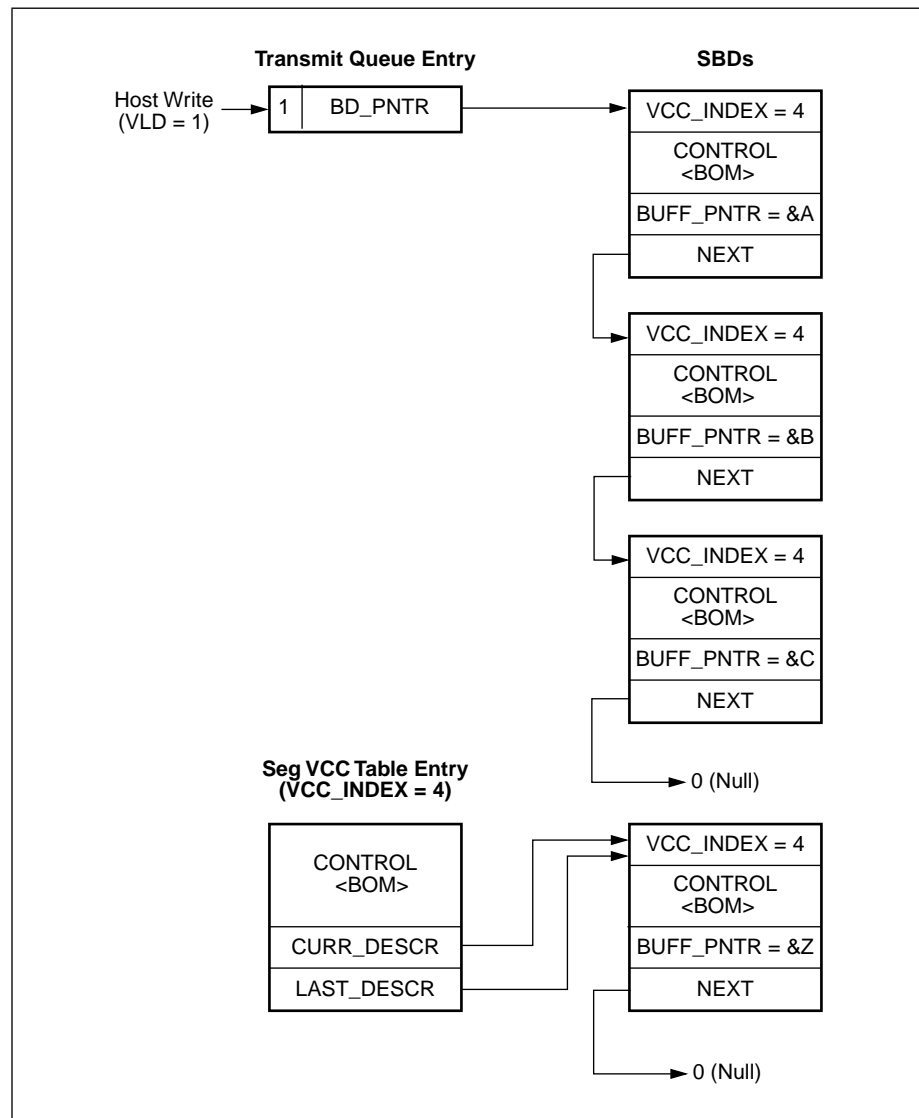 Transmit Queue Entry
SBDs
Host Write
(VLD = 1)
1 BD_PNTR
VCC_INDEX = 4
CONTROL
<BOM>
BUFF_PNTR = &A
NEXT
VCC_INDEX = 4
CONTROL
<BOM>
BUFF_PNTR = &B
NEXT
VCC_INDEX = 4
CONTROL
<BOM>
BUFF_PNTR = &C
NEXT
0 (Null)
Seg VCC Table Entry
(VCC_INDEX = 4)
CONTROL
<BOM>
CURR_DESCR
LAST_DESCR
VCC_INDEX = 4
CONTROL
<BOM>
BUFF_PNTR = &Z
NEXT
0 (Null)